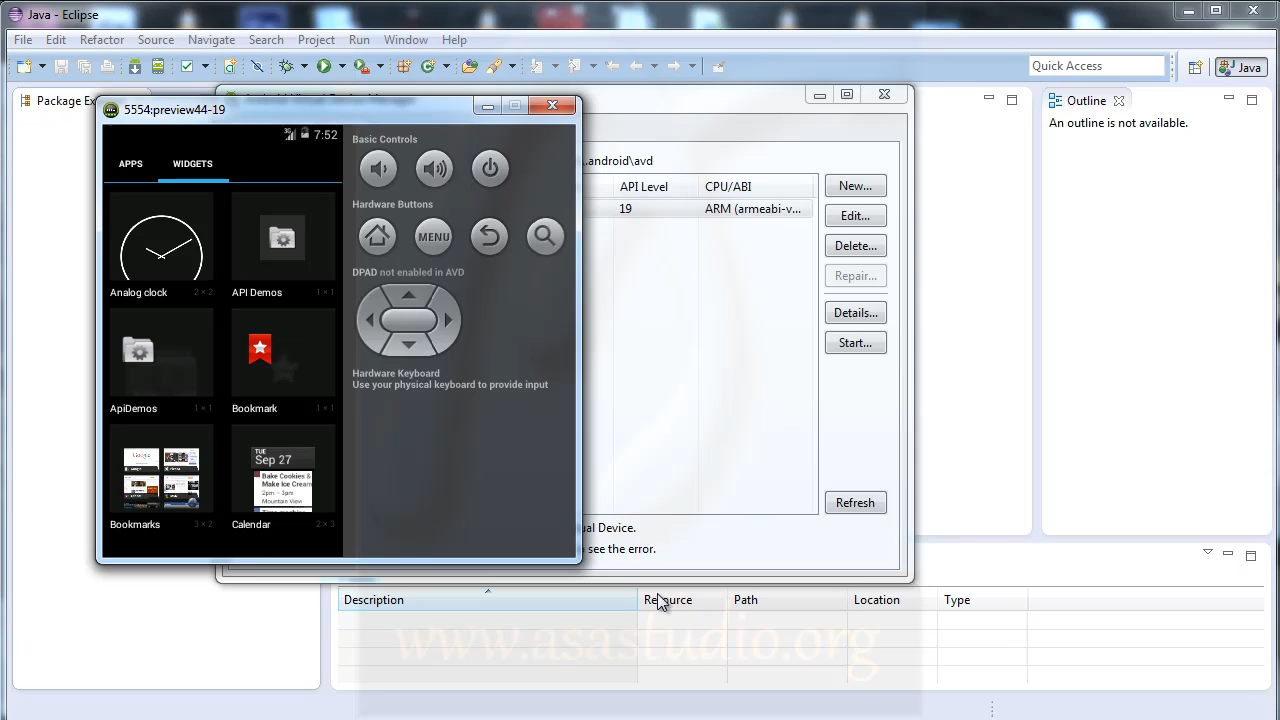 Java - Eclipse
File Edit Refactor Source Navigate Search Project Run Window Help
Quick Access
Java
Package Ex
5554:preview44-19
7:52
APPS WIDGETS
Analog clock 2 × 2
API Demos 1 × 1
ApiDemos 1 × 1
Bookmark 1 × 1
Bookmarks 3 × 2
TUE
Sep 27
Bake Cookies &
Make Ice Cream
2pm – 3pm
Mountain View
Calendar 2 × 3
Basic Controls
Hardware Buttons
MENU
DPAD not enabled in AVD
Hardware Keyboard
Use your physical keyboard to provide input
.android\avd
API Level CPU/ABI
19 ARM (armeabi-v...
New...
Edit...
Delete...
Repair...
Details...
Start...
Refresh
ual Device.
to see the error.
Outline
An outline is not available.
Description Resource Path Location Type
www.asastudio.org